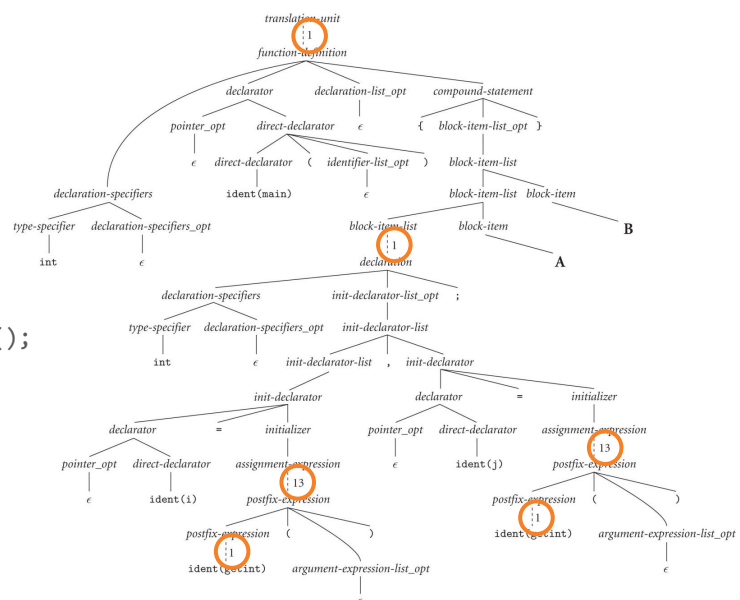 translation-unit
1
function-definition
declarator declaration-list_opt compound-statement
pointer_opt direct-declarator ϵ { block-item-list_opt }
ϵ direct-declarator ( identifier-list_opt ) block-item-list
declaration-specifiers ident(main) ϵ block-item-list block-item
type-specifier declaration-specifiers_opt block-item-list block-item B
1
int ϵ declaration A
declaration-specifiers init-declarator-list_opt ;
type-specifier declaration-specifiers_opt init-declarator-list
();
int ϵ init-declarator-list , init-declarator
init-declarator declarator = initializer
declarator = initializer pointer_opt direct-declarator assignment-expression
13
pointer_opt direct-declarator assignment-expression ϵ ident(j) postfix-expression
13
ϵ ident(i) postfix-expression postfix-expression ( )
1
postfix-expression ( ) ident(getint) argument-expression-list_opt
1
ident(getint) argument-expression-list_opt ϵ
ϵ